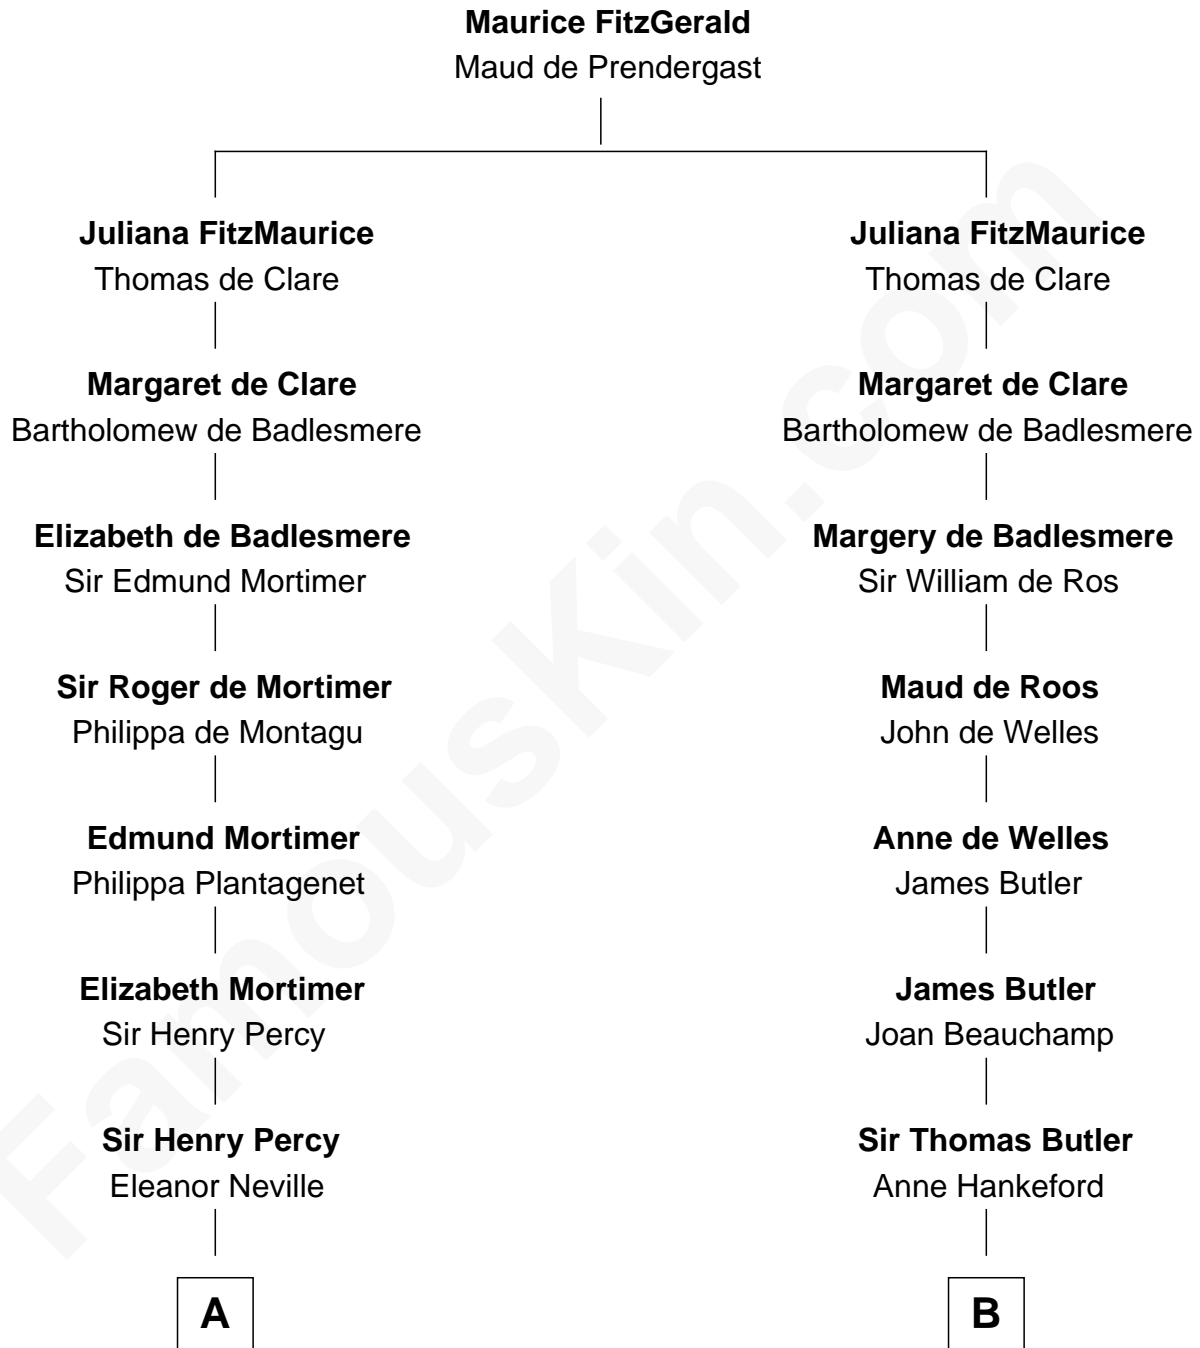 Maurice FitzGerald
Maud de Prendergast
Juliana FitzMaurice
Thomas de Clare
Juliana FitzMaurice
Thomas de Clare
Margaret de Clare
Bartholomew de Badlesmere
Margaret de Clare
Bartholomew de Badlesmere
Elizabeth de Badlesmere
Sir Edmund Mortimer
Margery de Badlesmere
Sir William de Ros
Sir Roger de Mortimer
Philippa de Montagu
Maud de Roos
John de Welles
Edmund Mortimer
Philippa Plantagenet
Anne de Welles
James Butler
Elizabeth Mortimer
Sir Henry Percy
James Butler
Joan Beauchamp
Sir Henry Percy
Eleanor Neville
Sir Thomas Butler
Anne Hankeford
A
B
FamousKin.com